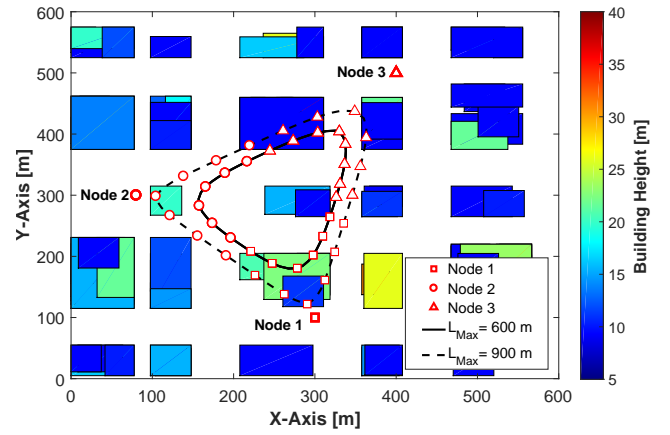 600
500
400
300
200
100
0
Y-Axis [m]
0
100
200
300
400
500
600
X-Axis [m]
Node 3
Node 2
Node 1
Node 1
Node 2
Node 3
L_Max= 600 m
L_Max= 900 m
40
35
30
25
20
15
10
5
Building Height [m]